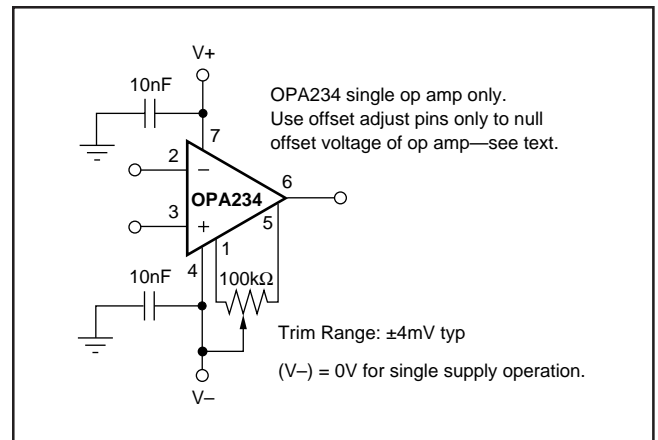 V+
10nF
OPA234 single op amp only.
Use offset adjust pins only to null
offset voltage of op amp—see text.
7
2
–
6
OPA234
3
+
5
1
4
10nF
100kΩ
Trim Range: ±4mV typ
(V–) = 0V for single supply operation.
V–